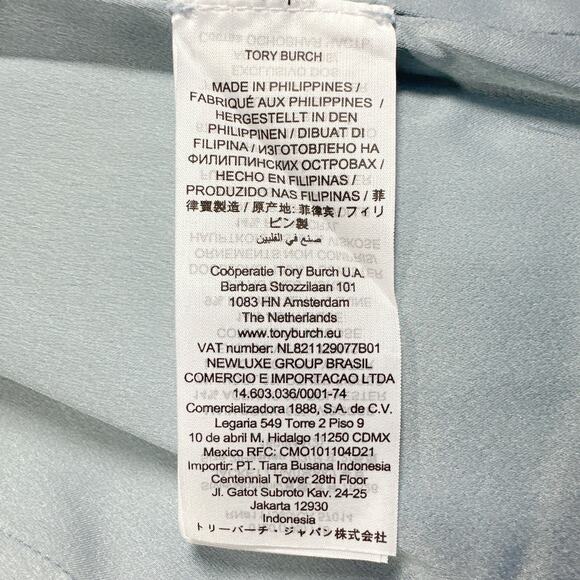 TORY BURCH
MADE IN PHILIPPINES /
FABRIQUÉ AUX PHILIPPINES /
HERGESTELLT IN DEN
PHILIPPINEN / DIBUAT DI
FILIPINA / ИЗГОТОВЛЕНО НА
ФИЛИППИНСКИХ ОСТРОВАХ /
HECHO EN FILIPINAS /
PRODUZIDO NAS FILIPINAS / 菲
律賓製造 / 原产地: 菲律宾 / フィリ
ピン製
صنع في الفلبين
Coöperatie Tory Burch U.A.
Barbara Strozzilaan 101
1083 HN Amsterdam
The Netherlands
www.toryburch.eu
VAT number: NL821129077B01
NEWLUXE GROUP BRASIL
COMERCIO E IMPORTACAO LTDA
14.603.036/0001-74
Comercializadora 1888, S.A. de C.V.
Legaria 549 Torre 2 Piso 9
10 de abril M. Hidalgo 11250 CDMX
Mexico RFC: CMO101104D21
Importir: PT. Tiara Busana Indonesia
Centennial Tower 28th Floor
Jl. Gatot Subroto Kav. 24-25
Jakarta 12930
Indonesia
トリーバーチ・ジャパン株式会社